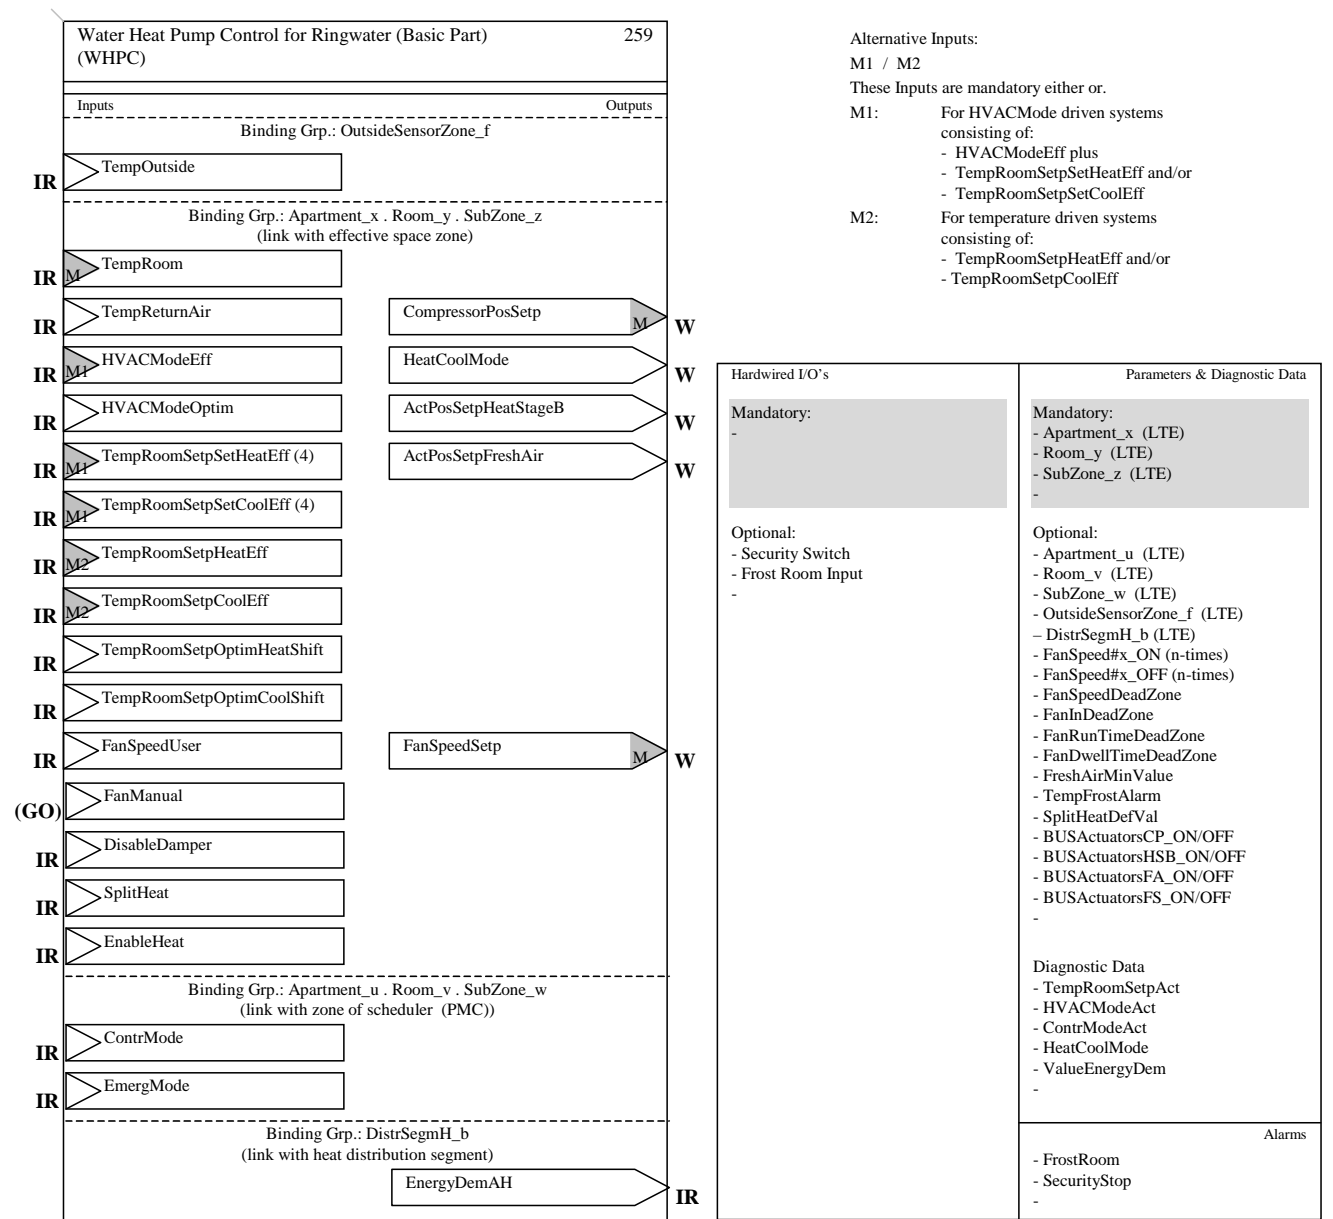 Water Heat Pump Control for Ringwater (Basic Part) 259
(WHPC)
Inputs Outputs
Binding Grp.: OutsideSensorZone_f
IR TempOutside
Binding Grp.: Apartment_x . Room_y . SubZone_z
(link with effective space zone)
IR M TempRoom
IR TempReturnAir CompressorPosSetp M W
IR M1 HVACModeEff HeatCoolMode W
IR HVACModeOptim ActPosSetpHeatStageB W
IR M1 TempRoomSetpSetHeatEff (4) ActPosSetpFreshAir W
IR M1 TempRoomSetpSetCoolEff (4)
IR M2 TempRoomSetpHeatEff
IR M2 TempRoomSetpCoolEff
IR TempRoomSetpOptimHeatShift
IR TempRoomSetpOptimCoolShift
IR FanSpeedUser FanSpeedSetp M W
(GO) FanManual
IR DisableDamper
IR SplitHeat
IR EnableHeat
Binding Grp.: Apartment_u . Room_v . SubZone_w
(link with zone of scheduler (PMC))
IR ContrMode
IR EmergMode
Binding Grp.: DistrSegmH_b
(link with heat distribution segment)
EnergyDemAH IR
Alternative Inputs:
M1 / M2
These Inputs are mandatory either or.
M1: For HVACMode driven systems
consisting of:
- HVACModeEff plus
- TempRoomSetpSetHeatEff and/or
- TempRoomSetpSetCoolEff
M2: For temperature driven systems
consisting of:
- TempRoomSetpHeatEff and/or
- TempRoomSetpCoolEff
Hardwired I/O's
Mandatory:
-
Optional:
- Security Switch
- Frost Room Input
-
Parameters & Diagnostic Data
Mandatory:
- Apartment_x (LTE)
- Room_y (LTE)
- SubZone_z (LTE)
-
Optional:
- Apartment_u (LTE)
- Room_v (LTE)
- SubZone_w (LTE)
- OutsideSensorZone_f (LTE)
– DistrSegmH_b (LTE)
- FanSpeed#x_ON (n-times)
- FanSpeed#x_OFF (n-times)
- FanSpeedDeadZone
- FanInDeadZone
- FanRunTimeDeadZone
- FanDwellTimeDeadZone
- FreshAirMinValue
- TempFrostAlarm
- SplitHeatDefVal
- BUSActuatorsCP_ON/OFF
- BUSActuatorsHSB_ON/OFF
- BUSActuatorsFA_ON/OFF
- BUSActuatorsFS_ON/OFF
-
Diagnostic Data
- TempRoomSetpAct
- HVACModeAct
- ContrModeAct
- HeatCoolMode
- ValueEnergyDem
-
Alarms
- FrostRoom
- SecurityStop
-